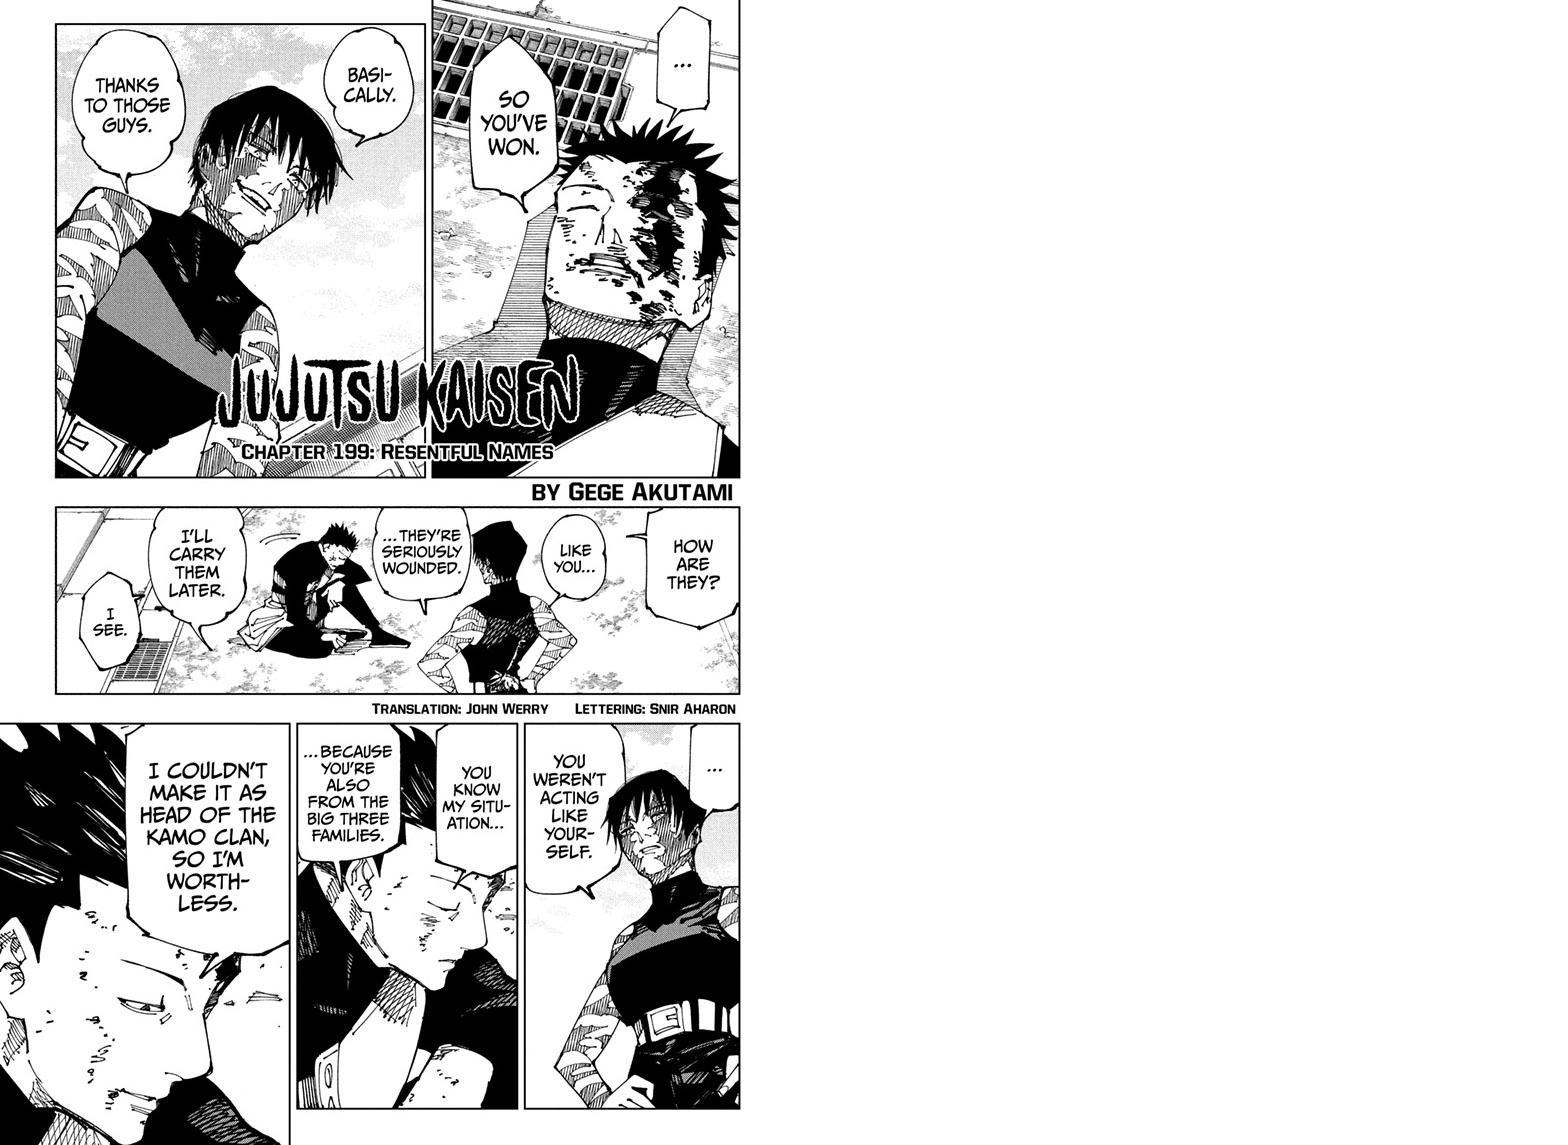 ...
SO
YOU'VE
WON.
BASI-
CALLY.
THANKS
TO THOSE
GUYS.
JUJUTSU KAISEN
CHAPTER 199: RESENTFUL NAMES
BY GEGE AKUTAMI
HOW
ARE
THEY?
LIKE
YOU...
...THEY'RE
SERIOUSLY
WOUNDED.
I'LL
CARRY
THEM
LATER.
I
SEE.
TRANSLATION: JOHN WERRY LETTERING: SNIR AHARON
...
YOU
WEREN'T
ACTING
LIKE
YOUR-
SELF.
YOU
KNOW
MY SITU-
ATION...
...BECAUSE
YOU'RE
ALSO
FROM THE
BIG THREE
FAMILIES.
I COULDN'T
MAKE IT AS
HEAD OF THE
KAMO CLAN,
SO I'M
WORTH-
LESS.